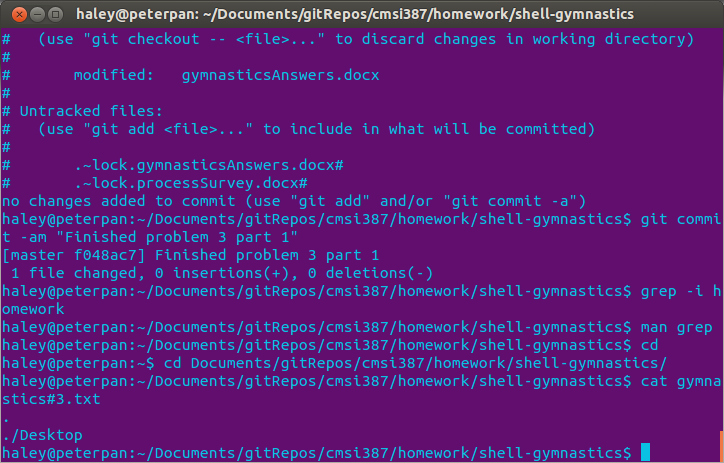 haley@peterpan: ~/Documents/gitRepos/cmsi387/homework/shell-gymnastics
#   (use "git checkout -- <file>..." to discard changes in working directory)
#
#       modified:   gymnasticsAnswers.docx
#
# Untracked files:
#   (use "git add <file>..." to include in what will be committed)
#
#       .~lock.gymnasticsAnswers.docx#
#       .~lock.processSurvey.docx#
no changes added to commit (use "git add" and/or "git commit -a")
haley@peterpan:~/Documents/gitRepos/cmsi387/homework/shell-gymnastics$ git commi
t -am "Finished problem 3 part 1"
[master f048ac7] Finished problem 3 part 1
 1 file changed, 0 insertions(+), 0 deletions(-)
haley@peterpan:~/Documents/gitRepos/cmsi387/homework/shell-gymnastics$ grep -i h
omework
haley@peterpan:~/Documents/gitRepos/cmsi387/homework/shell-gymnastics$ man grep
haley@peterpan:~/Documents/gitRepos/cmsi387/homework/shell-gymnastics$ cd
haley@peterpan:~$ cd Documents/gitRepos/cmsi387/homework/shell-gymnastics/
haley@peterpan:~/Documents/gitRepos/cmsi387/homework/shell-gymnastics$ cat gymna
stics#3.txt
.
./Desktop
haley@peterpan:~/Documents/gitRepos/cmsi387/homework/shell-gymnastics$